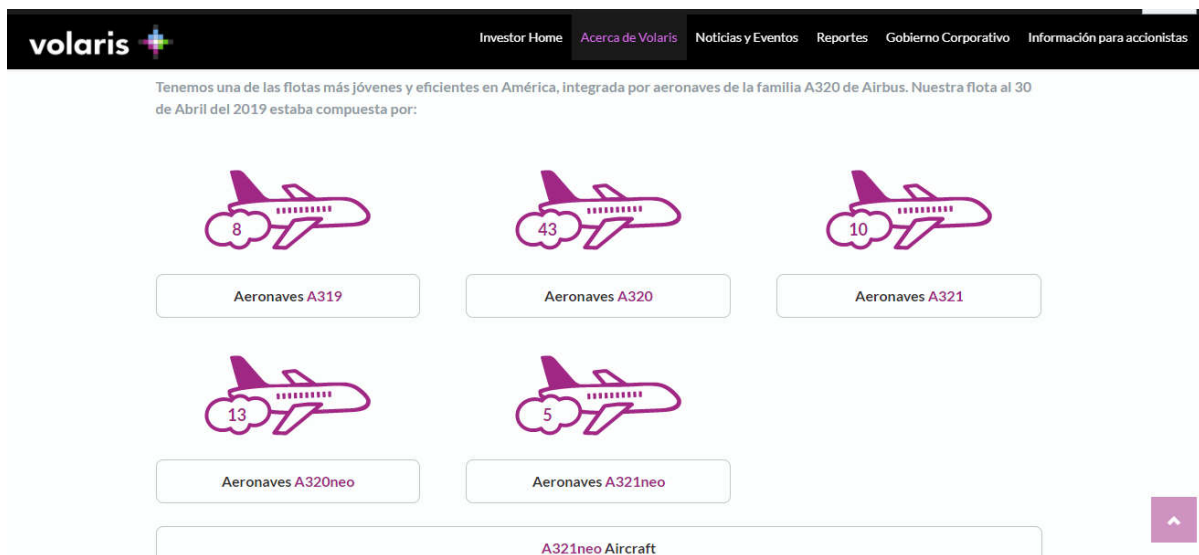 volaris
Investor Home Acerca de Volaris Noticias y Eventos Reportes Gobierno Corporativo Información para accionistas
Tenemos una de las flotas más jóvenes y eficientes en América, integrada por aeronaves de la familia A320 de Airbus. Nuestra flota al 30
de Abril del 2019 estaba compuesta por:
8 43 10
Aeronaves A319 Aeronaves A320 Aeronaves A321
13 5
Aeronaves A320neo Aeronaves A321neo
A321neo Aircraft